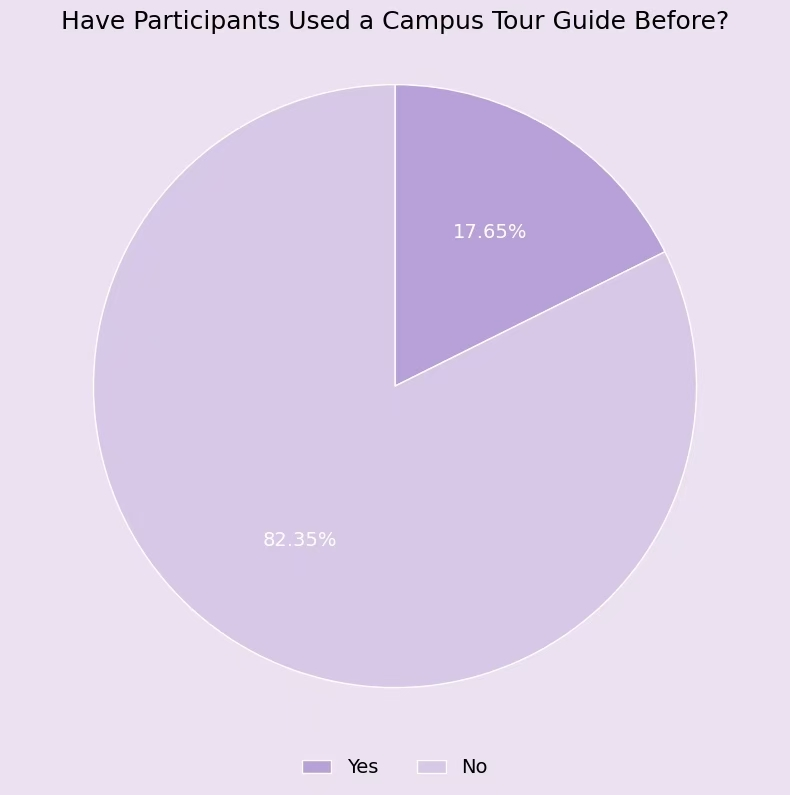 Have Participants Used a Campus Tour Guide Before?
17.65%
82.35%
Yes No